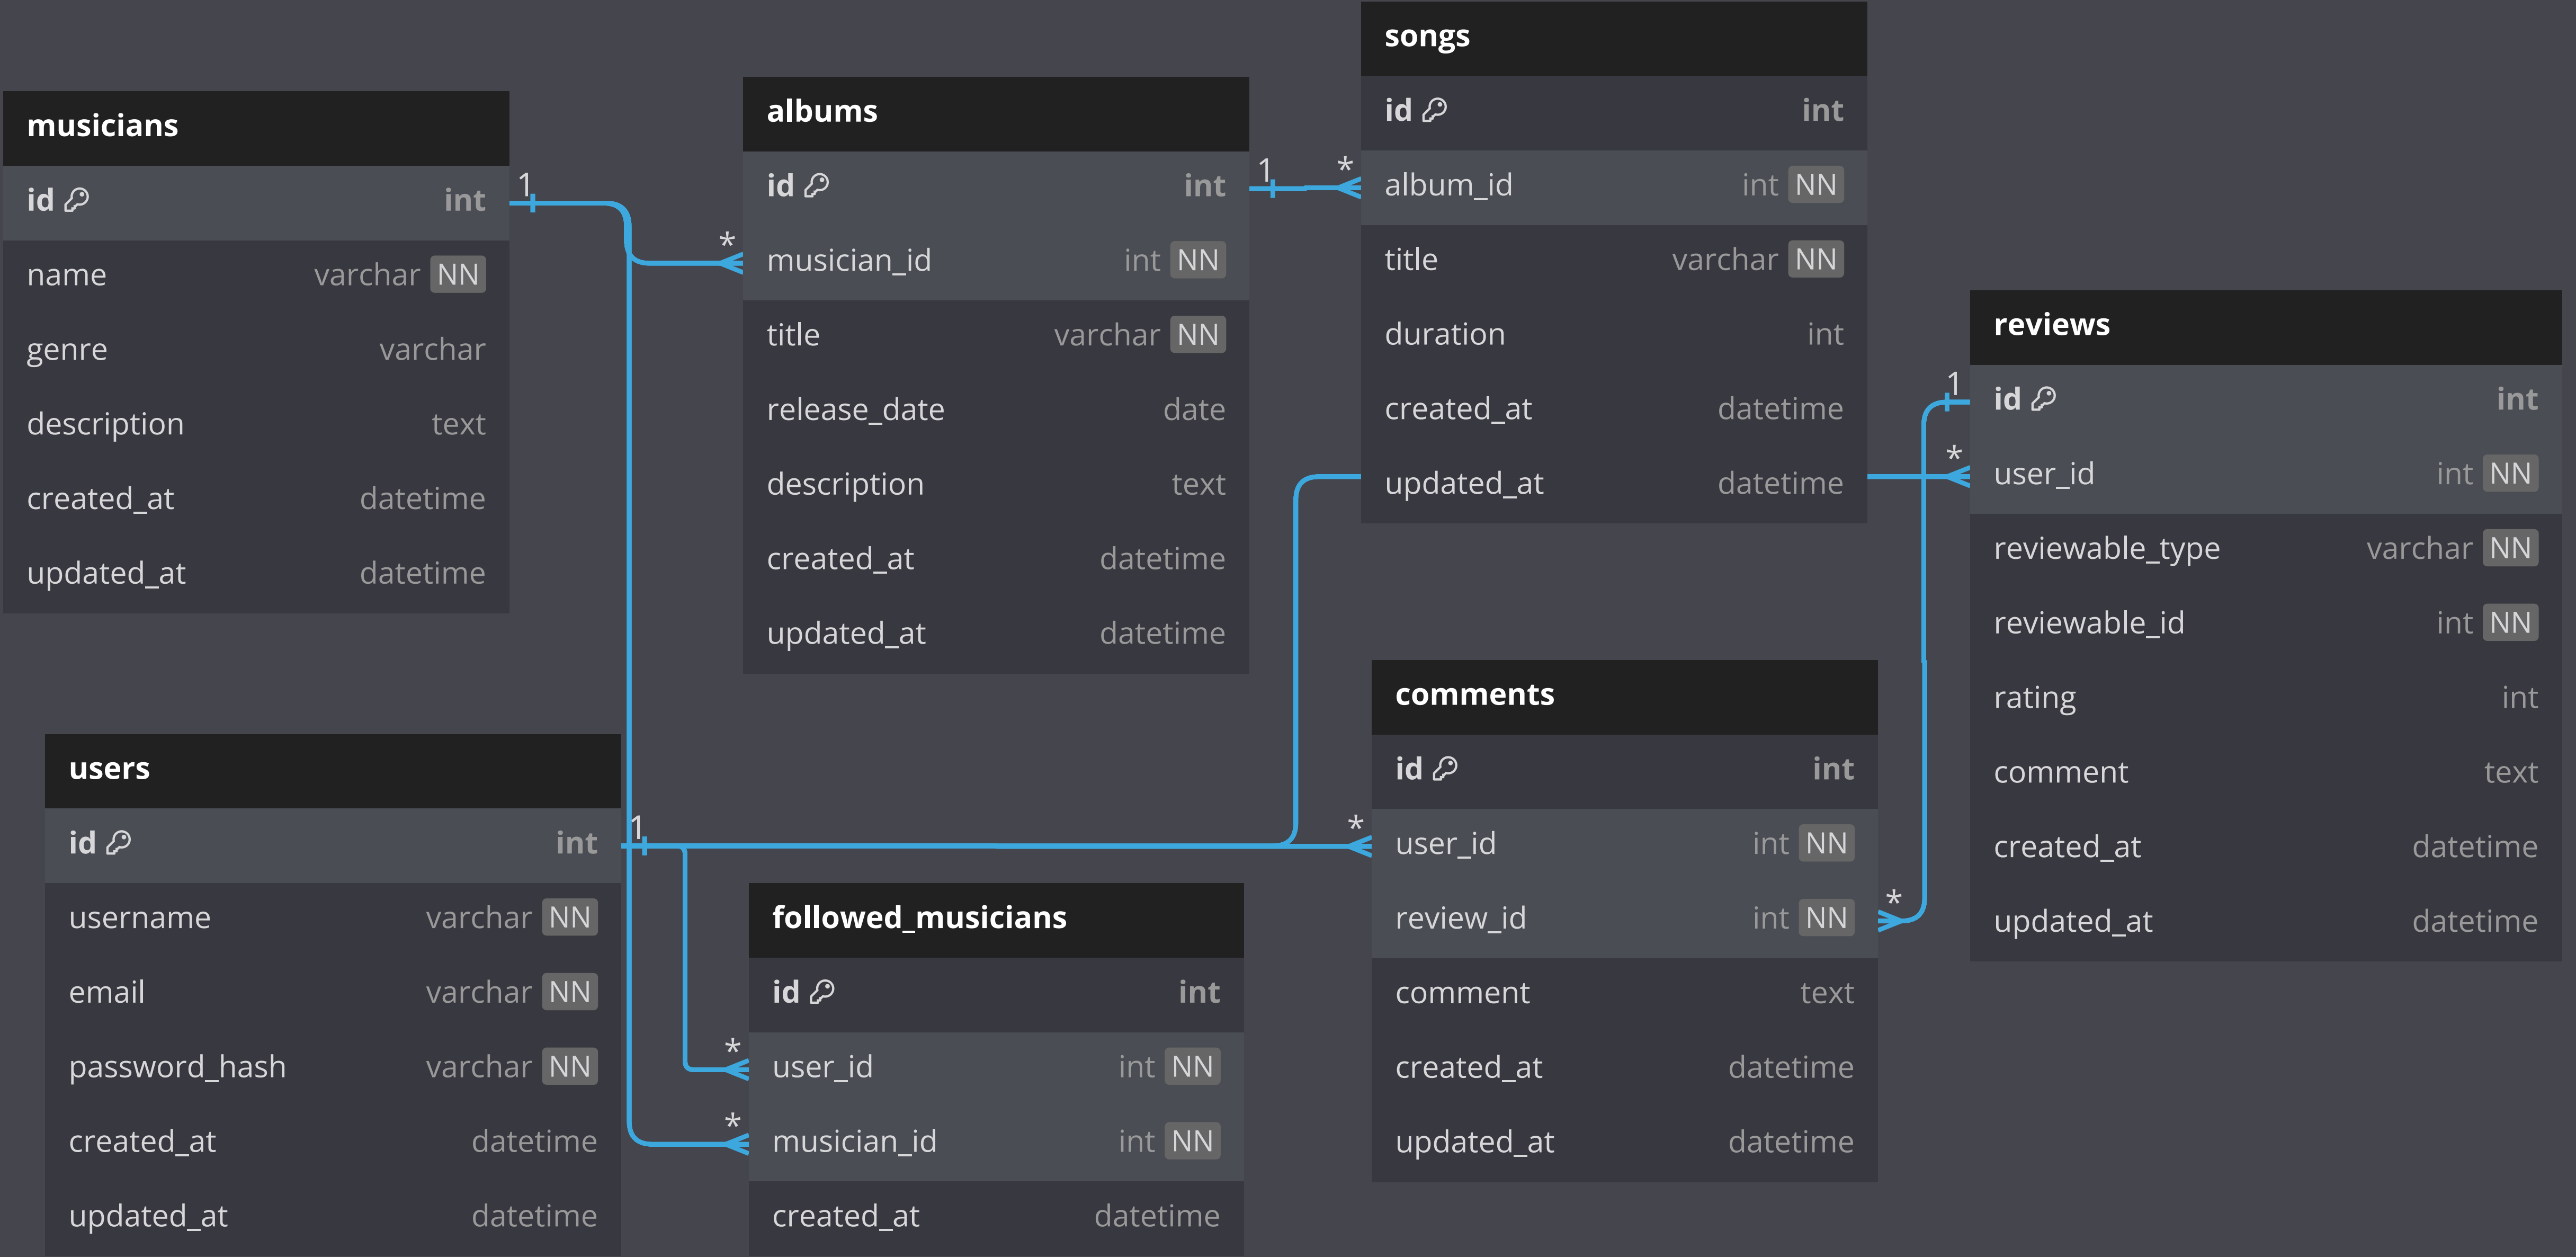 musicians
id int
name varchar NN
genre varchar
description text
created_at datetime
updated_at datetime
1
*
albums
id int
musician_id int NN
title varchar NN
release_date date
description text
created_at datetime
updated_at datetime
1
*
songs
id int
album_id int NN
title varchar NN
duration int
created_at datetime
updated_at datetime
1
*
reviews
id int
user_id int NN
reviewable_type varchar NN
reviewable_id int NN
rating int
comment text
created_at datetime
updated_at datetime
users
id int
username varchar NN
email varchar NN
password_hash varchar NN
created_at datetime
updated_at datetime
1
*
*
followed_musicians
id int
user_id int NN
musician_id int NN
created_at datetime
*
*
comments
id int
user_id int NN
review_id int NN
comment text
created_at datetime
updated_at datetime